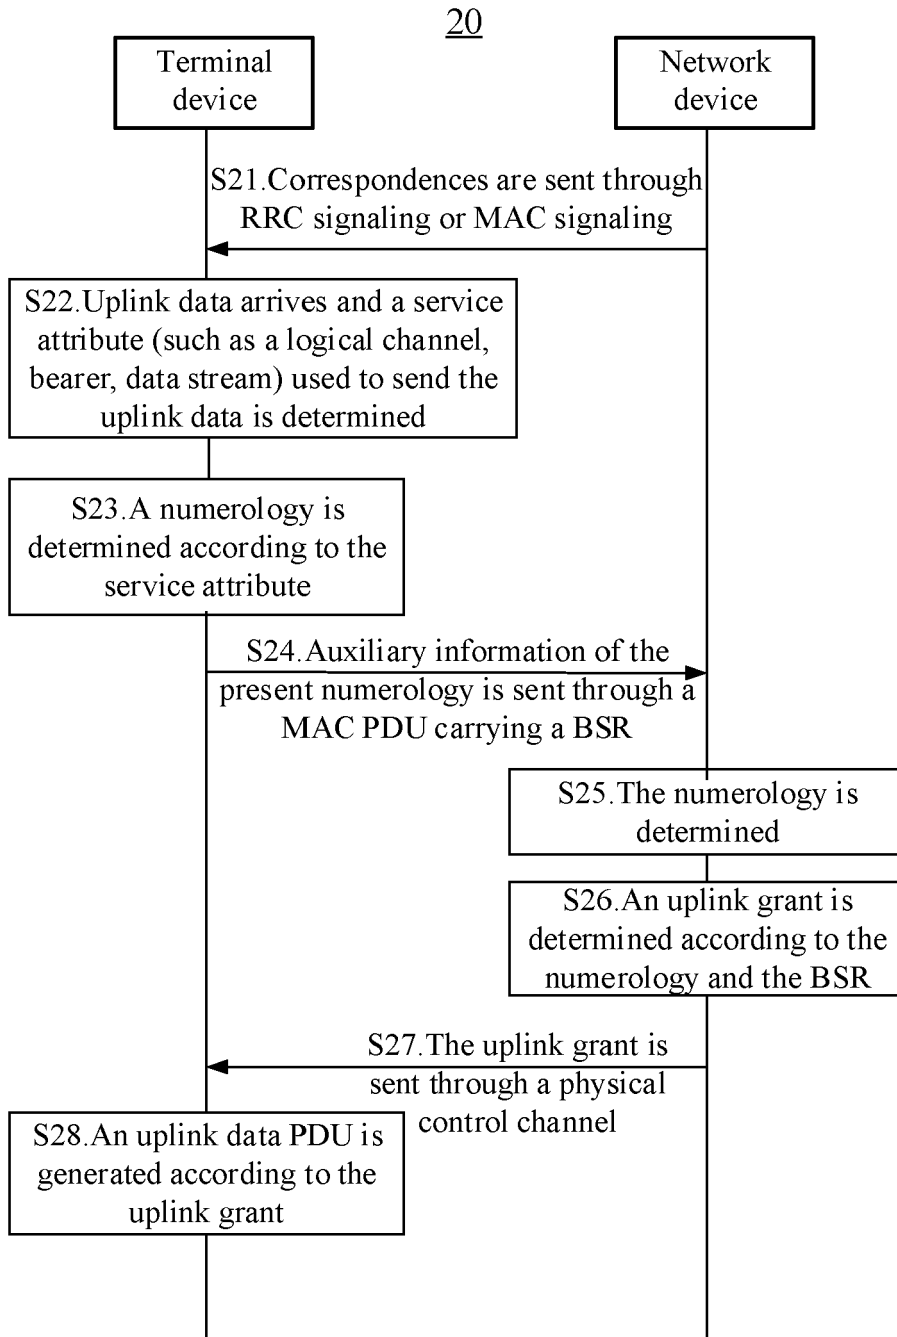 20
Terminal
device
Network
device
S21.Correspondences are sent through
RRC signaling or MAC signaling
S22.Uplink data arrives and a service
attribute (such as a logical channel,
bearer, data stream) used to send the
uplink data is determined
S23.A numerology is
determined according to the
service attribute
S24.Auxiliary information of the
present numerology is sent through a
MAC PDU carrying a BSR
S25.The numerology is
determined
S26.An uplink grant is
determined according to the
numerology and the BSR
S27.The uplink grant is
sent through a physical
control channel
S28.An uplink data PDU is
generated according to the
uplink grant